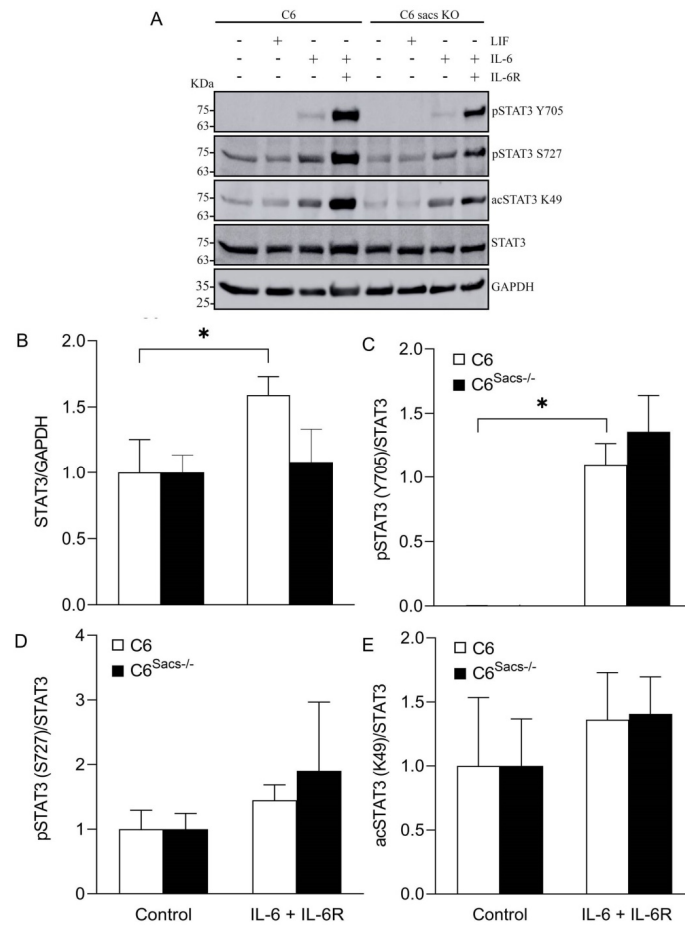 A
C6 C6 sacs KO
- + - - - + - - LIF
- - + + - - + + IL-6
- - - + - - - + IL-6R
KDa
75
63
pSTAT3 Y705
75
63
pSTAT3 S727
75
63
acSTAT3 K49
75
63
STAT3
35
25
GAPDH
B
*
2.0
1.5
1.0
0.5
0.0
STAT3/GAPDH
C
C6
C6Sacs-/-
*
2.0
1.5
1.0
0.5
0.0
pSTAT3 (Y705)/STAT3
D
C6
C6Sacs-/-
4
3
2
1
0
pSTAT3 (S727)/STAT3
Control IL-6 + IL-6R
E
C6
C6Sacs-/-
2.0
1.5
1.0
0.5
0.0
acSTAT3 (K49)/STAT3
Control IL-6 + IL-6R